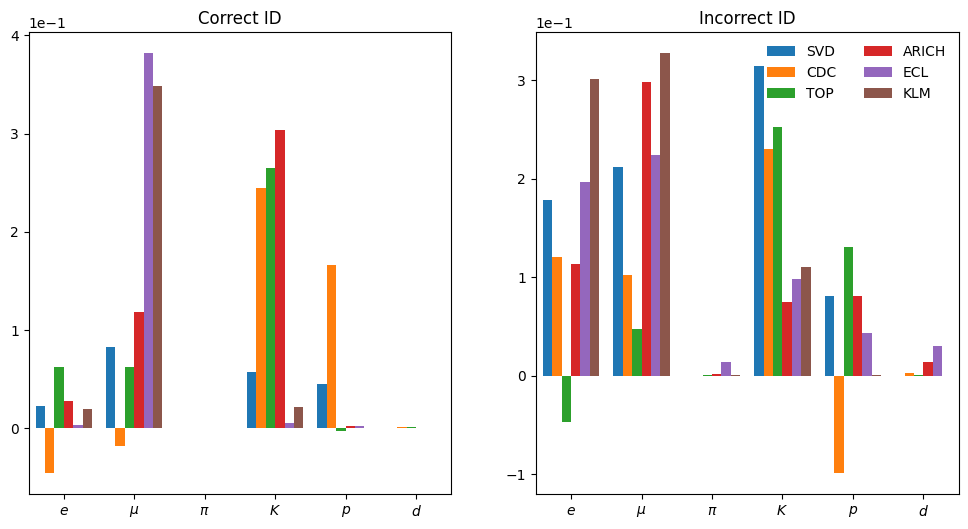 Correct ID
1e−1
4
3
2
1
0
e μ π K p d
Incorrect ID
1e−1
3
2
1
0
−1
e μ π K p d
SVD
CDC
TOP
ARICH
ECL
KLM